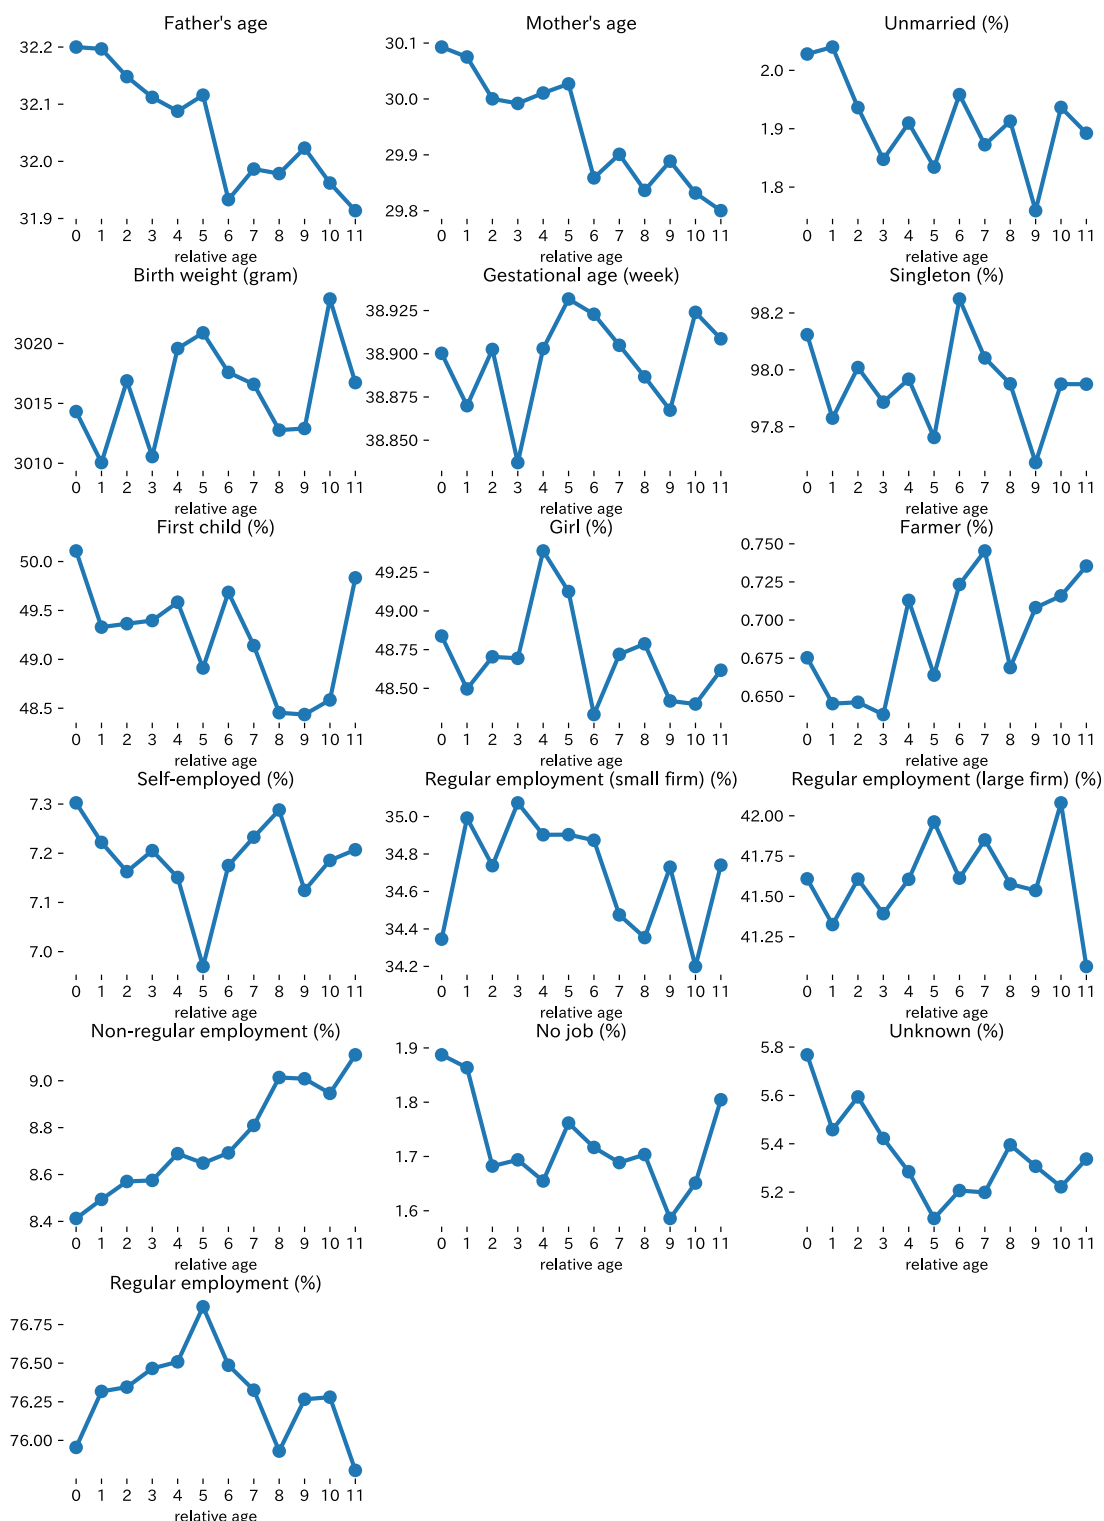 Father's age
32.2
32.1
32.0
31.9
0 1 2 3 4 5 6 7 8 9 10 11
relative age
Mother's age
30.1
30.0
29.9
29.8
0 1 2 3 4 5 6 7 8 9 10 11
relative age
Unmarried (%)
2.0
1.9
1.8
0 1 2 3 4 5 6 7 8 9 10 11
relative age
Birth weight (gram)
3020
3015
3010
0 1 2 3 4 5 6 7 8 9 10 11
relative age
Gestational age (week)
38.925
38.900
38.875
38.850
0 1 2 3 4 5 6 7 8 9 10 11
relative age
Singleton (%)
98.2
98.0
97.8
0 1 2 3 4 5 6 7 8 9 10 11
relative age
First child (%)
50.0
49.5
49.0
48.5
0 1 2 3 4 5 6 7 8 9 10 11
relative age
Girl (%)
49.25
49.00
48.75
48.50
0 1 2 3 4 5 6 7 8 9 10 11
relative age
Farmer (%)
0.750
0.725
0.700
0.675
0.650
0 1 2 3 4 5 6 7 8 9 10 11
relative age
Self-employed (%)
7.3
7.2
7.1
7.0
0 1 2 3 4 5 6 7 8 9 10 11
relative age
Regular employment (small firm) (%)
35.0
34.8
34.6
34.4
34.2
0 1 2 3 4 5 6 7 8 9 10 11
relative age
Regular employment (large firm) (%)
42.00
41.75
41.50
41.25
0 1 2 3 4 5 6 7 8 9 10 11
relative age
Non-regular employment (%)
9.0
8.8
8.6
8.4
0 1 2 3 4 5 6 7 8 9 10 11
relative age
No job (%)
1.9
1.8
1.7
1.6
0 1 2 3 4 5 6 7 8 9 10 11
relative age
Unknown (%)
5.8
5.6
5.4
5.2
0 1 2 3 4 5 6 7 8 9 10 11
relative age
Regular employment (%)
76.75
76.50
76.25
76.00
0 1 2 3 4 5 6 7 8 9 10 11
relative age